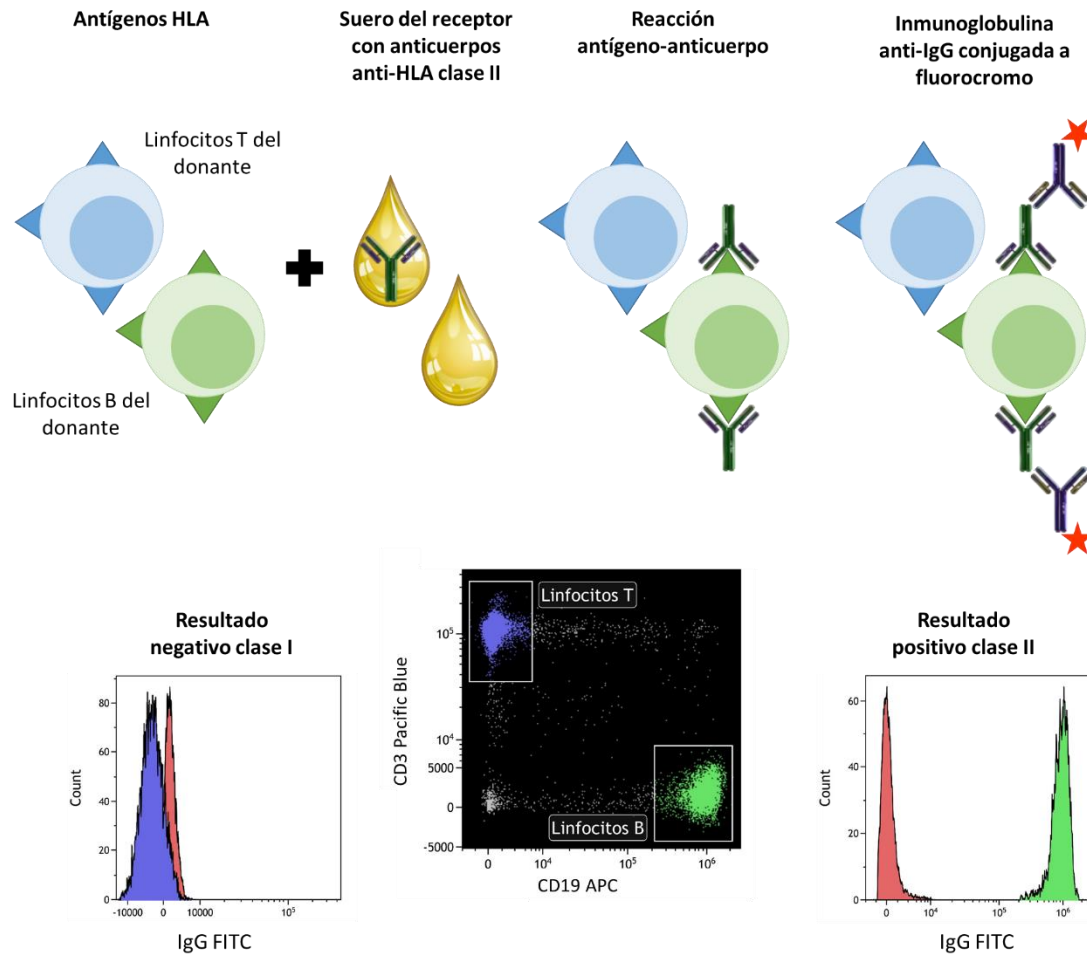 Antígenos HLA
Suero del receptor
con anticuerpos
anti-HLA clase II
Reacción
antígeno-anticuerpo
Inmunoglobulina
anti-IgG conjugada a
fluorocromo
Linfocitos T del
donante
Linfocitos B del
donante
Resultado
negativo clase I
80
60
40
20
0
Count
-10000
0
10000
10⁵
IgG FITC
Linfocitos T
Linfocitos B
10⁵
10⁴
5000
0
-5000
CD3 Pacific Blue
0
10⁴
10⁵
10⁶
CD19 APC
Resultado
positivo clase II
60
40
20
0
Count
0
10⁴
10⁵
10⁶
IgG FITC